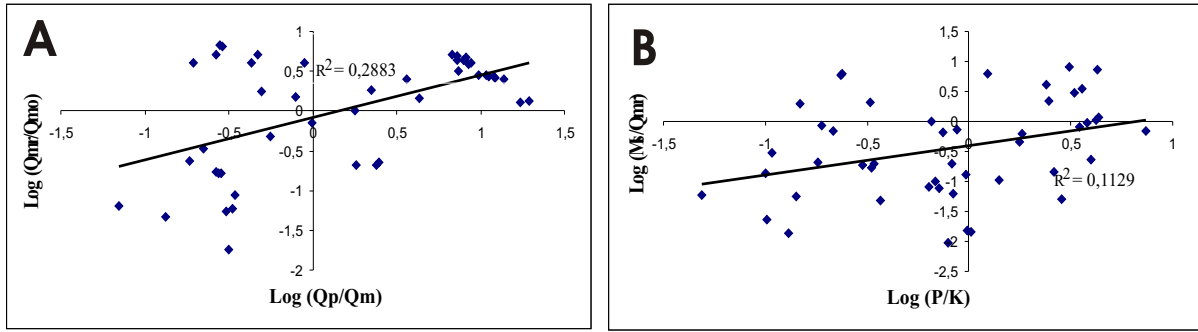 A
1
0,5
0
-0,5
-1
-1,5
-2
-1,5 -1 -0,5 0 0,5 1 1,5
R² = 0,2883
Log (Qmr/Qmo)
Log (Qp/Qm)
B
1,5
1
0,5
0
-0,5
-1
-1,5
-2
-2,5
-1,5 -1 -0,5 0 0,5 1
R² = 0,1129
Log (Ms/Qmr)
Log (P/K)